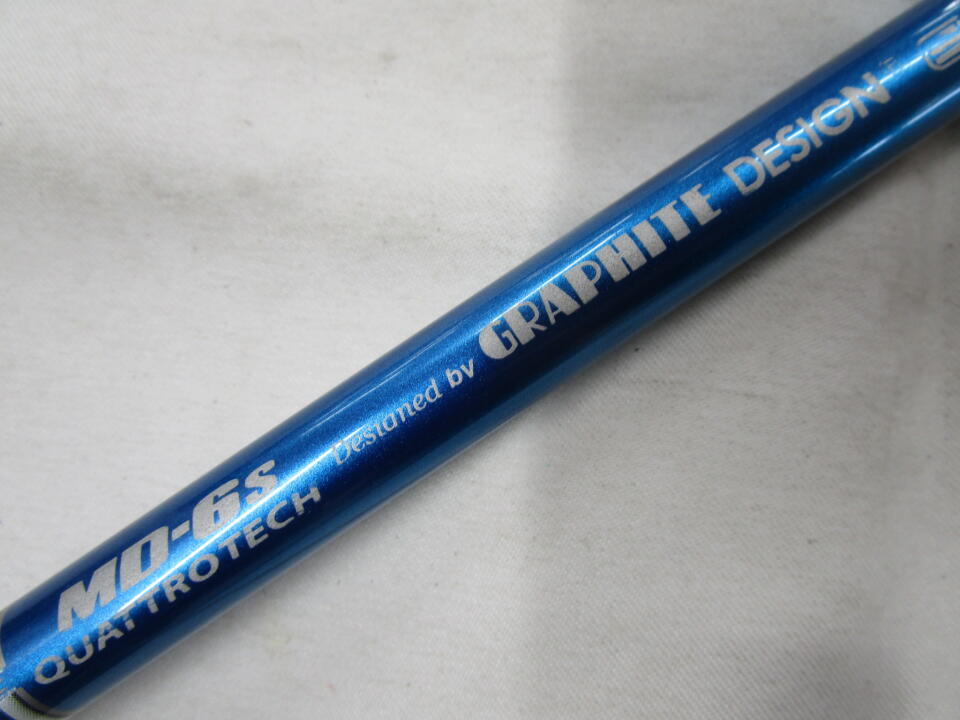 MD-6s
QUATTROTECH
Designed by GRAPHITE DESIGN